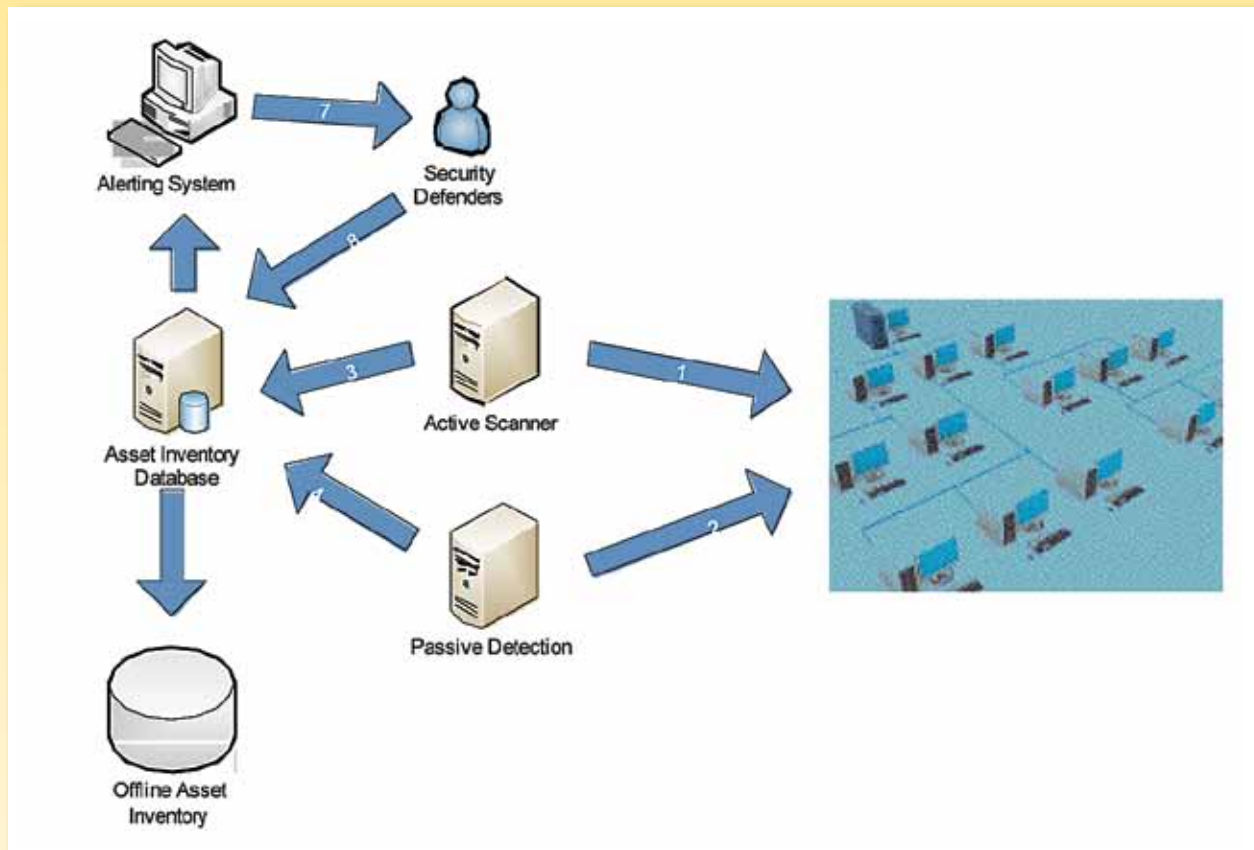 7
Alerting System
Security
Defenders
8
3
1
Active Scanner
Asset Inventory
Database
4
2
Passive Detection
Offline Asset
Inventory